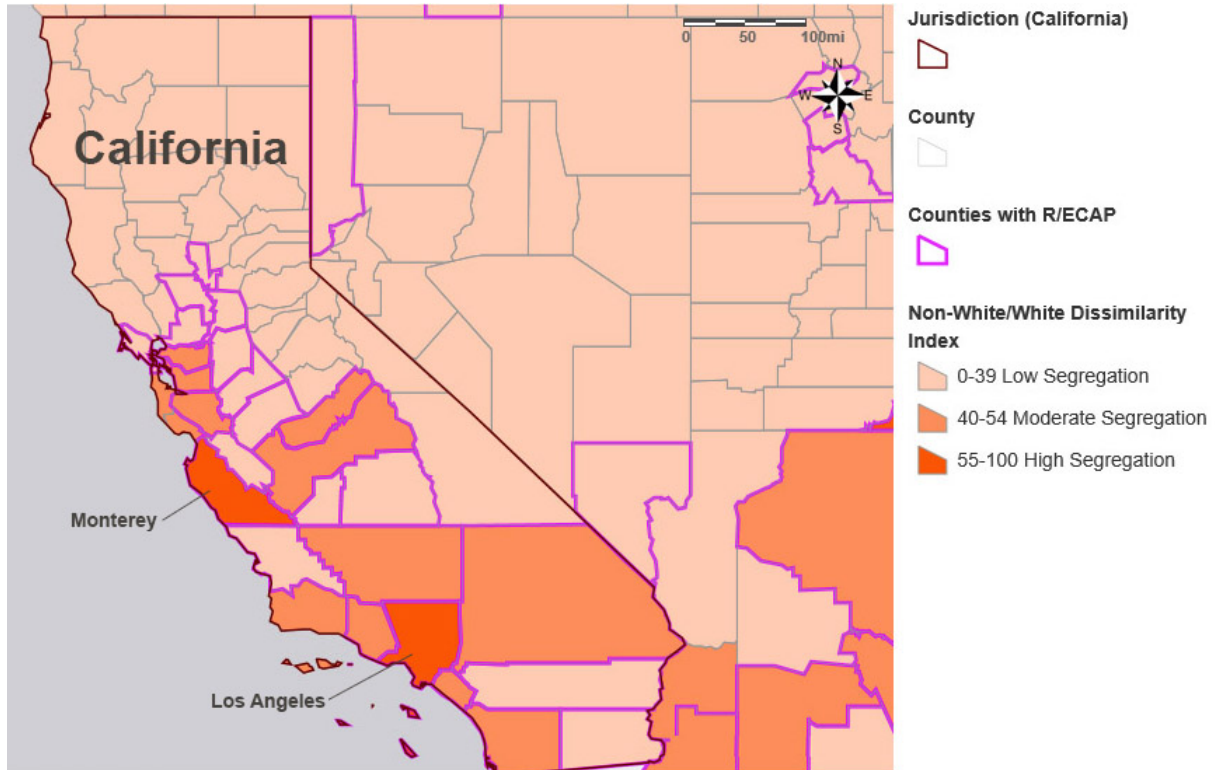 California
Monterey
Los Angeles
0 50 100mi
N
W E
S
Jurisdiction (California)
County
Counties with R/ECAP
Non-White/White Dissimilarity
Index
0-39 Low Segregation
40-54 Moderate Segregation
55-100 High Segregation